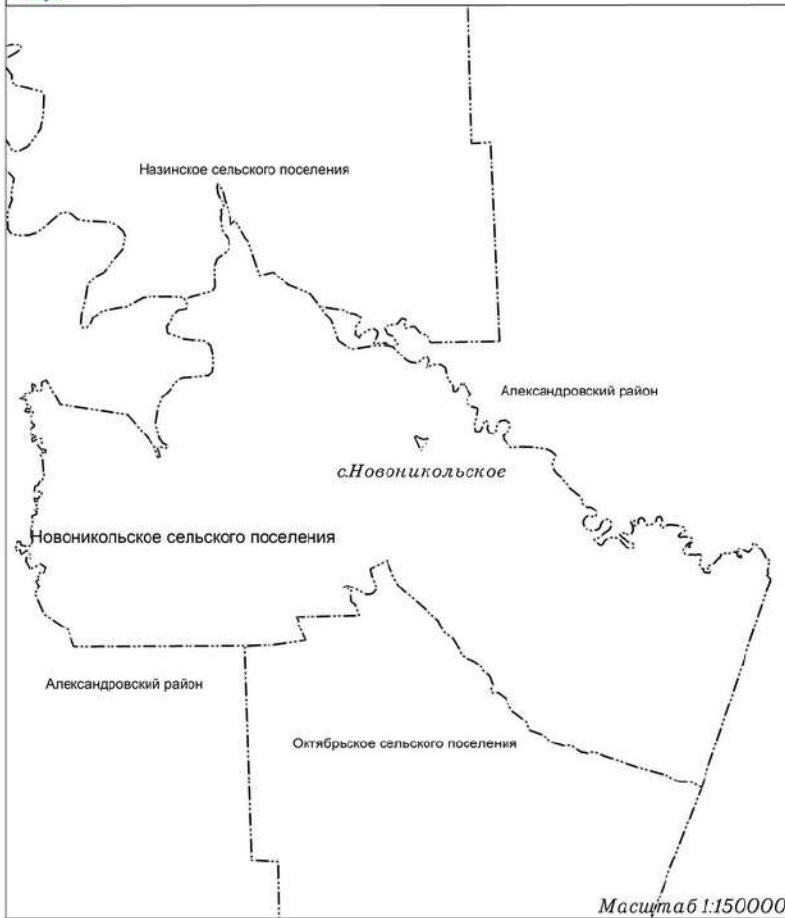 Назинское сельского поселения
Александровский район
с.Новоникольское
Новоникольское сельского поселения
Александровский район
Октябрьское сельского поселения
Масштаб 1:150000